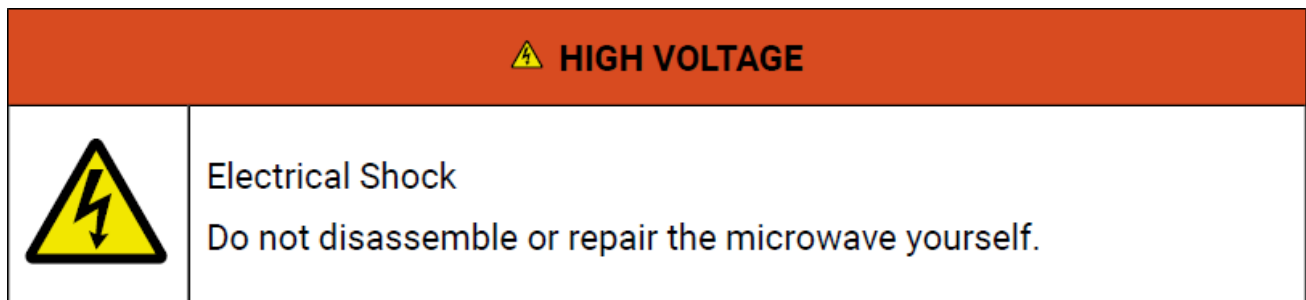 HIGH VOLTAGE
Electrical Shock
Do not disassemble or repair the microwave yourself.